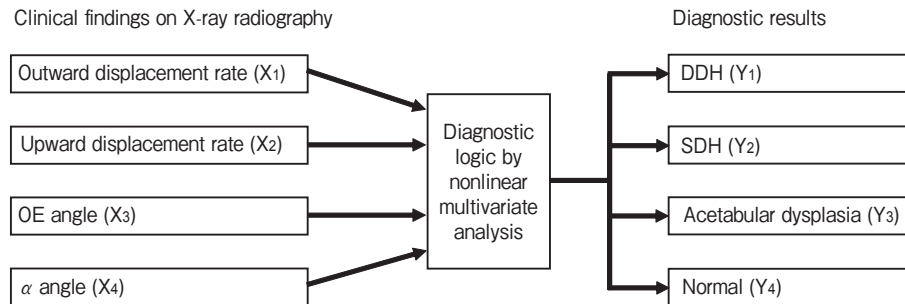 Clinical findings on X-ray radiography
Outward displacement rate (X1)
Upward displacement rate (X2)
OE angle (X3)
α angle (X4)
Diagnostic
logic by
nonlinear
multivariate
analysis
Diagnostic results
DDH (Y1)
SDH (Y2)
Acetabular dysplasia (Y3)
Normal (Y4)